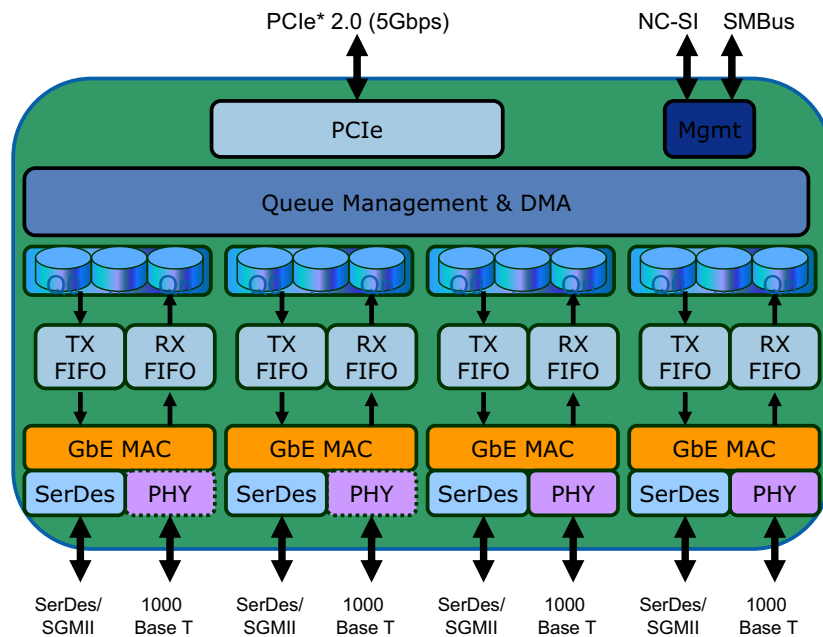 PCIe* 2.0 (5Gbps) NC-SI SMBus
PCIe Mgmt
Queue Management & DMA
TX RX TX RX TX RX TX RX
FIFO FIFO FIFO FIFO FIFO FIFO FIFO FIFO
GbE MAC GbE MAC GbE MAC GbE MAC
SerDes PHY SerDes PHY SerDes PHY SerDes PHY
SerDes/ 1000 SerDes/ 1000 SerDes/ 1000 SerDes/ 1000
SGMII Base T SGMII Base T SGMII Base T SGMII Base T